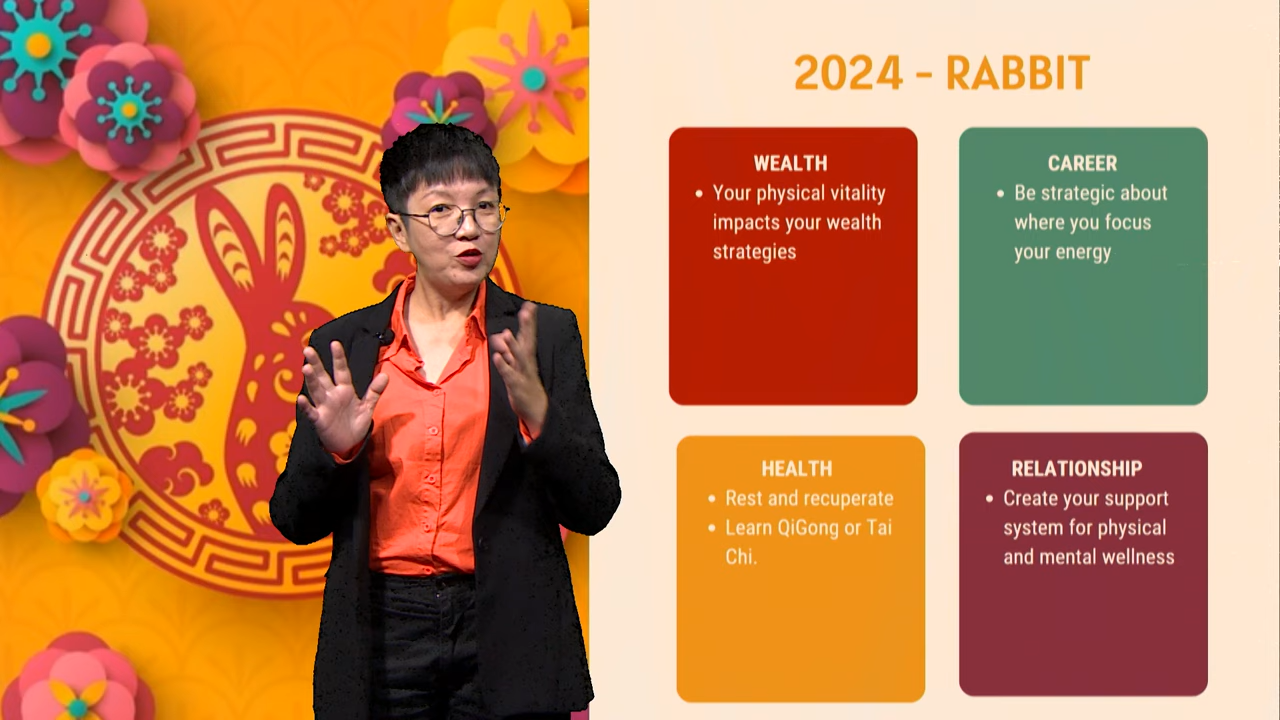 2024 - RABBIT
WEALTH
• Your physical vitality
impacts your wealth
strategies
CAREER
• Be strategic about
where you focus
your energy
HEALTH
• Rest and recuperate
• Learn QiGong or Tai
Chi.
RELATIONSHIP
• Create your support
system for physical
and mental wellness